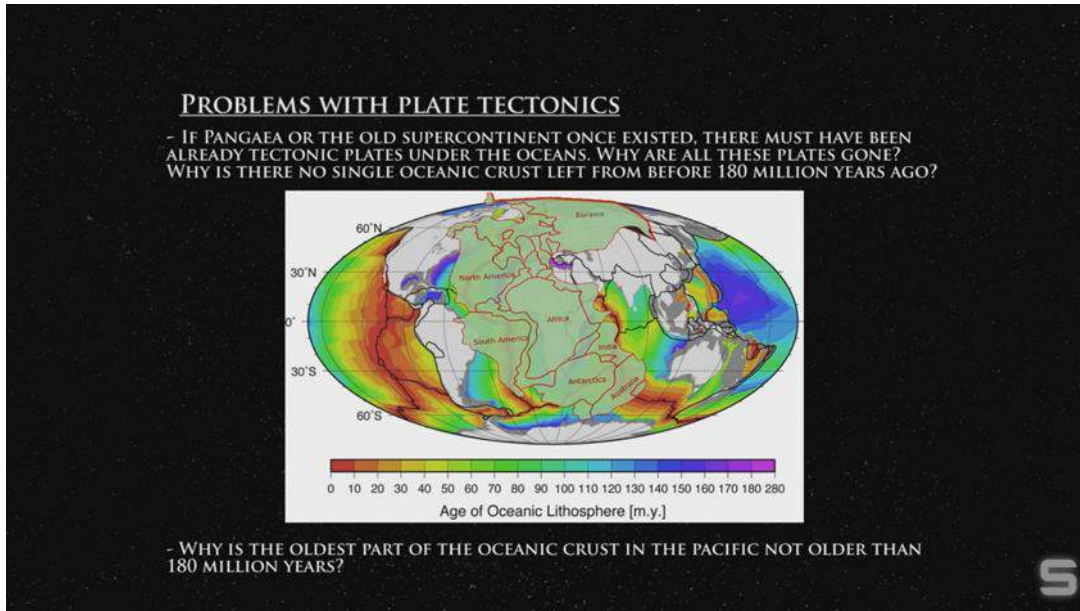 PROBLEMS WITH PLATE TECTONICS
- IF PANGAEA OR THE OLD SUPERCONTINENT ONCE EXISTED, THERE MUST HAVE BEEN
ALREADY TECTONIC PLATES UNDER THE OCEANS. WHY ARE ALL THESE PLATES GONE?
WHY IS THERE NO SINGLE OCEANIC CRUST LEFT FROM BEFORE 180 MILLION YEARS AGO?
Eurasia
60°N
30°N
North America
Africa
0°
South America
India
30°S
Antarctica
Australia
60°S
0 10 20 30 40 50 60 70 80 90 100 110 120 130 140 150 160 170 180 280
Age of Oceanic Lithosphere [m.y.]
- WHY IS THE OLDEST PART OF THE OCEANIC CRUST IN THE PACIFIC NOT OLDER THAN
180 MILLION YEARS?
S